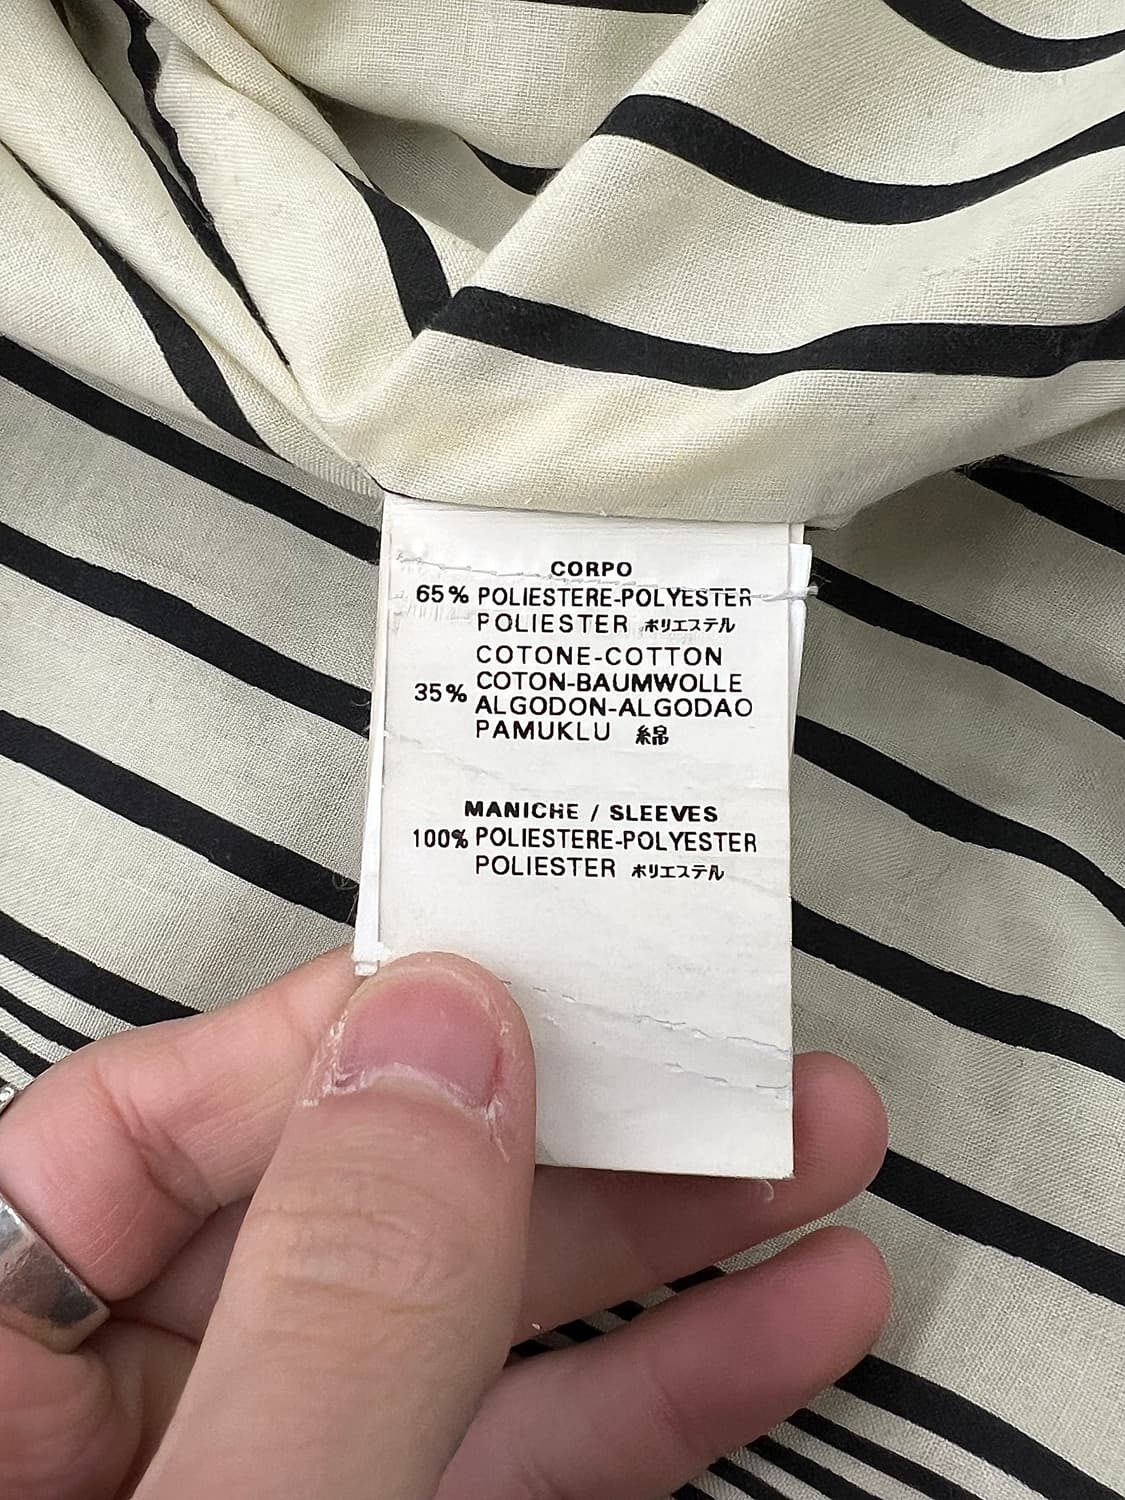 CORPO
65% POLIESTERE-POLYESTER
POLIESTER ポリエステル
COTONE-COTTON
35% COTON-BAUMWOLLE
ALGODON-ALGODAO
PAMUKLU 綿
MANICHE / SLEEVES
100% POLIESTERE-POLYESTER
POLIESTER ポリエステル